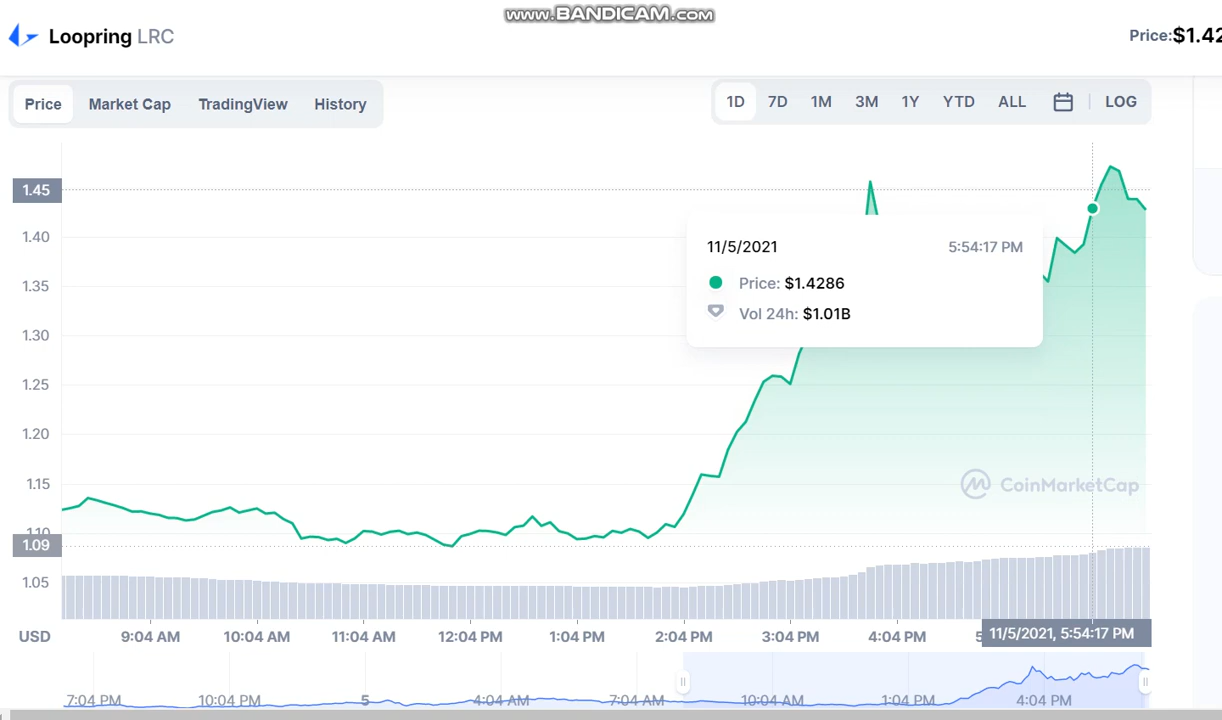 www.BANDICAM.com
Loopring LRC
Price:$1.42
Price Market Cap TradingView History
1D 7D 1M 3M 1Y YTD ALL LOG
1.45
1.40
1.35
1.30
1.25
1.20
1.15
1.10
1.09
1.05
11/5/2021 5:54:17 PM
Price: $1.4286
Vol 24h: $1.01B
CoinMarketCap
USD 9:04 AM 10:04 AM 11:04 AM 12:04 PM 1:04 PM 2:04 PM 3:04 PM 4:04 PM 11/5/2021, 5:54:17 PM
7:04 PM 10:04 PM 5 4:04 AM 7:04 AM 10:04 AM 1:04 PM 4:04 PM